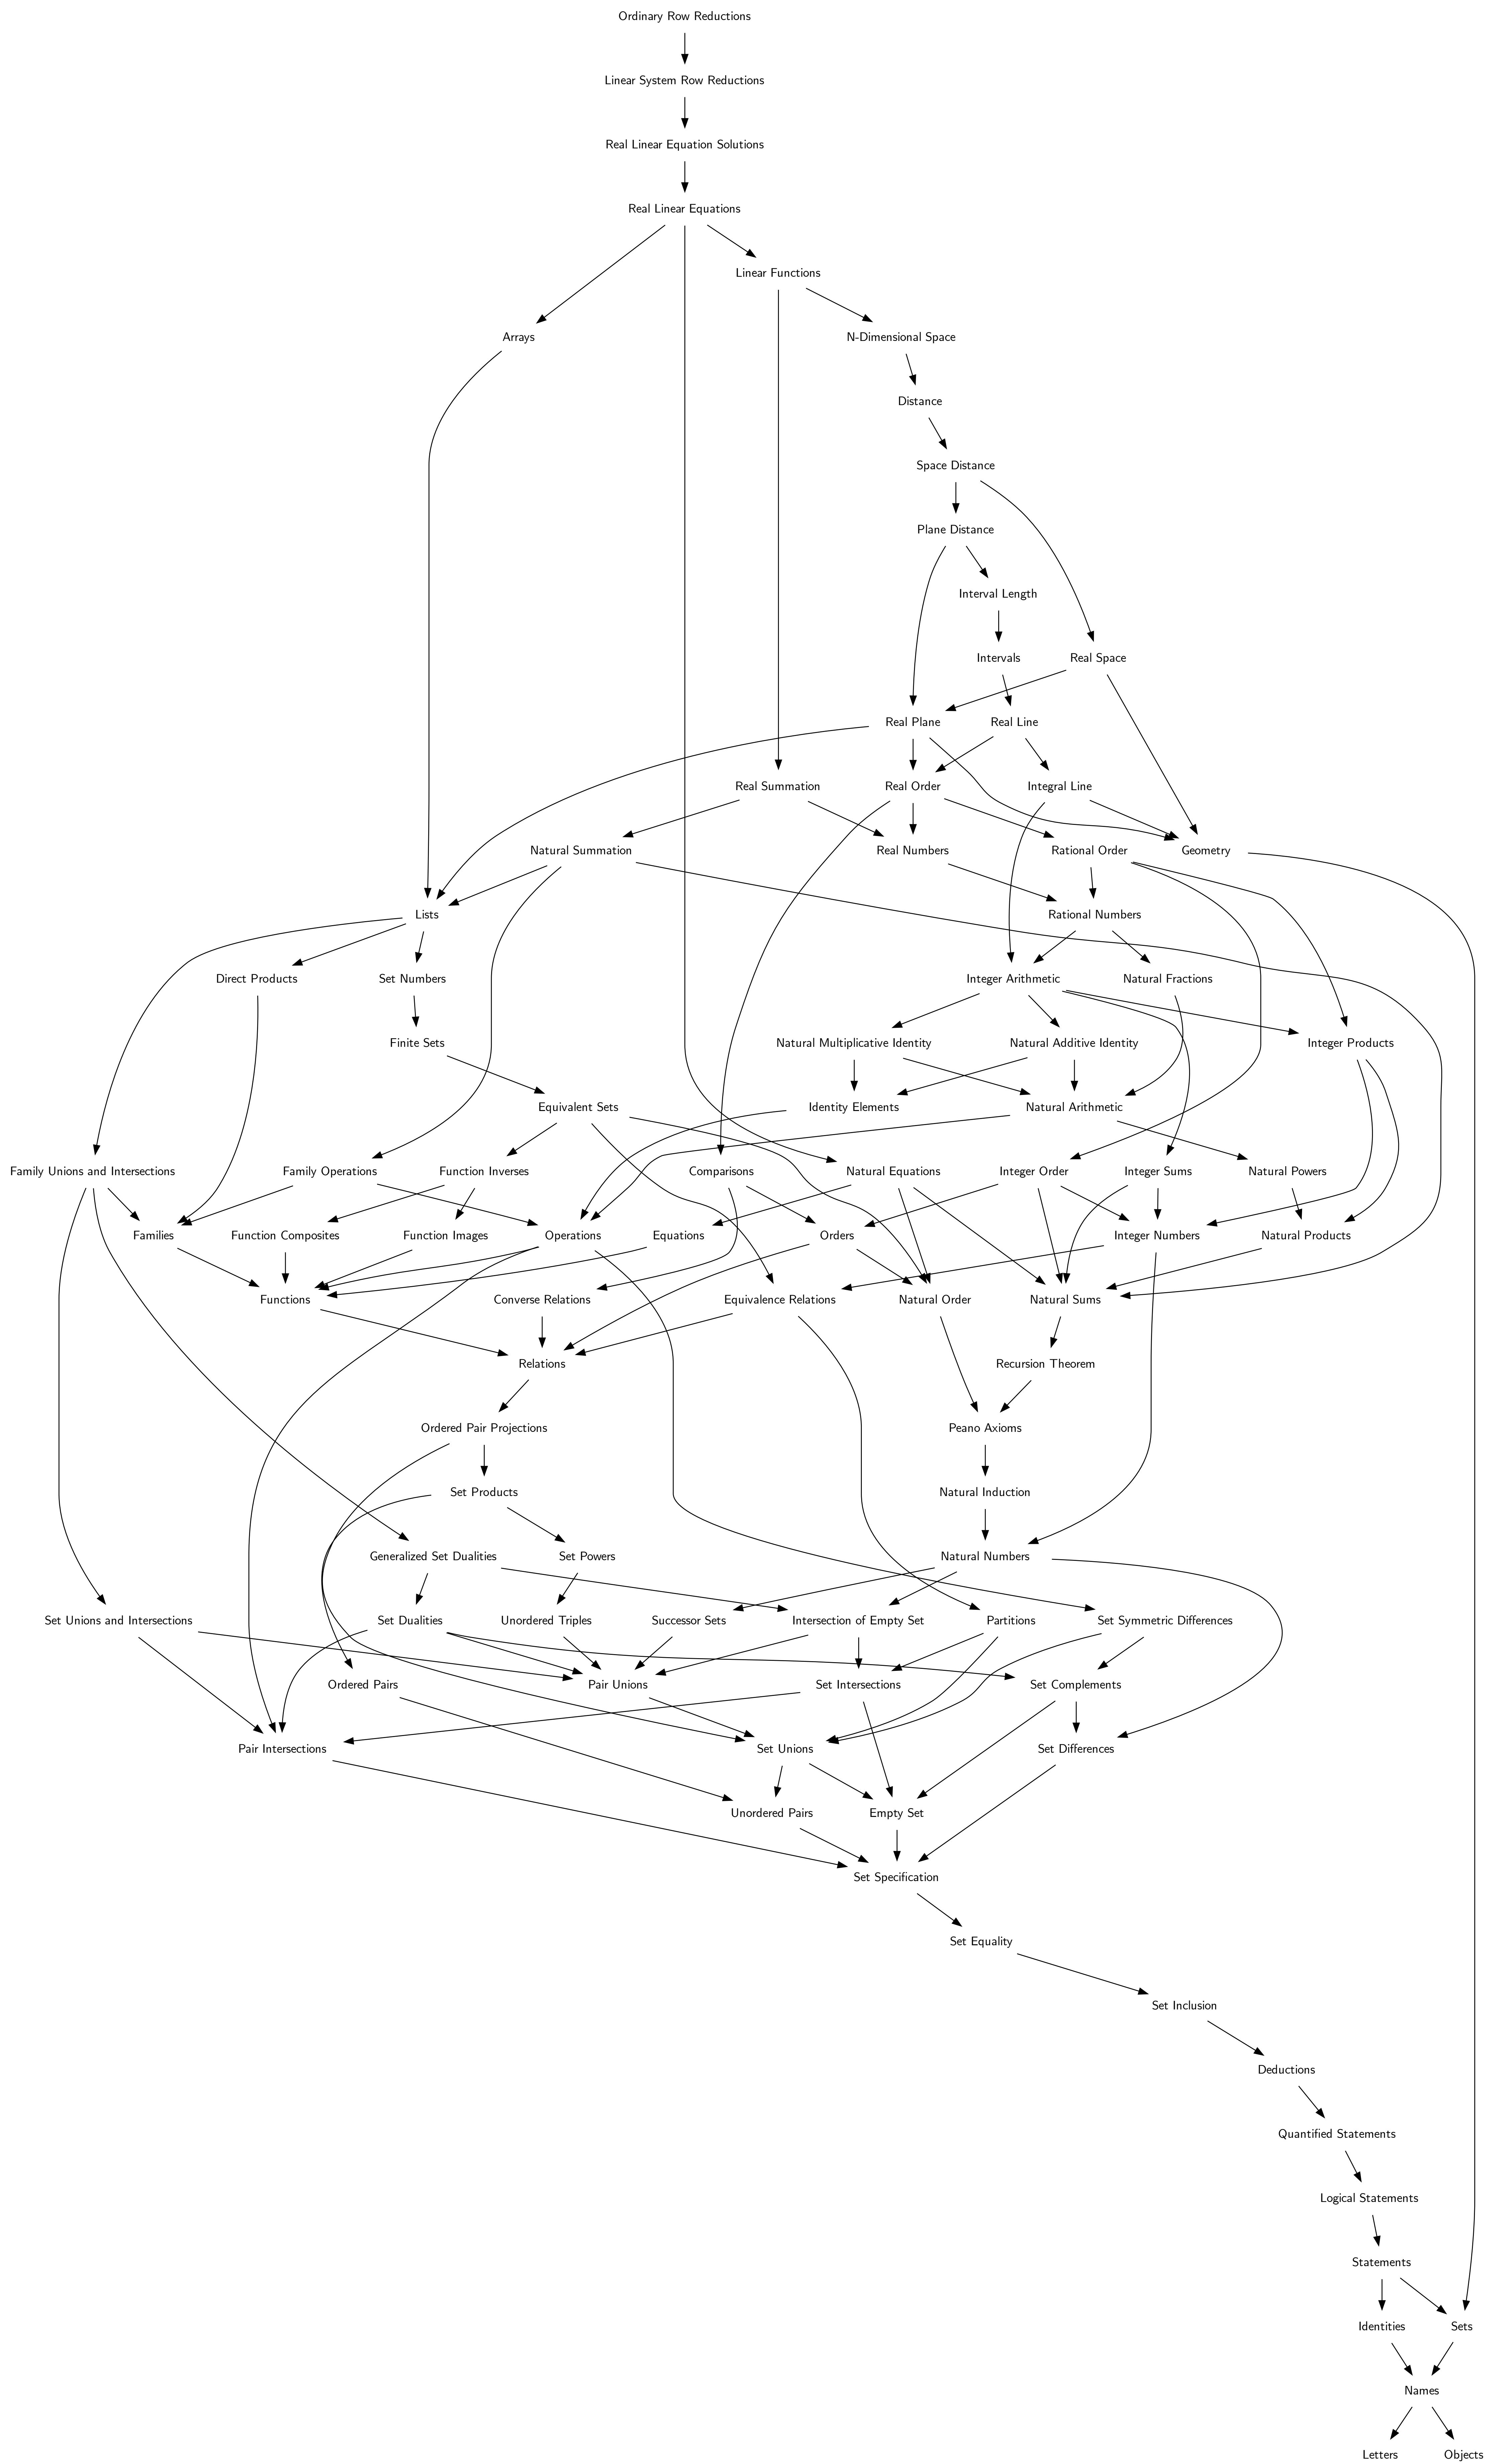 Ordinary Row Reductions
Linear System Row Reductions
Real Linear Equation Solutions
Real Linear Equations
Linear Functions
Arrays
N-Dimensional Space
Distance
Space Distance
Plane Distance
Interval Length
Intervals
Real Space
Real Plane
Real Line
Real Summation
Real Order
Integral Line
Natural Summation
Real Numbers
Rational Order
Geometry
Lists
Rational Numbers
Direct Products
Set Numbers
Integer Arithmetic
Natural Fractions
Finite Sets
Natural Multiplicative Identity
Natural Additive Identity
Integer Products
Equivalent Sets
Identity Elements
Natural Arithmetic
Family Unions and Intersections
Family Operations
Function Inverses
Comparisons
Natural Equations
Integer Order
Integer Sums
Natural Powers
Families
Function Composites
Function Images
Operations
Equations
Orders
Integer Numbers
Natural Products
Functions
Converse Relations
Equivalence Relations
Natural Order
Natural Sums
Relations
Recursion Theorem
Ordered Pair Projections
Peano Axioms
Set Products
Natural Induction
Generalized Set Dualities
Set Powers
Natural Numbers
Set Unions and Intersections
Set Dualities
Unordered Triples
Successor Sets
Intersection of Empty Set
Partitions
Set Symmetric Differences
Ordered Pairs
Pair Unions
Set Intersections
Set Complements
Pair Intersections
Set Unions
Set Differences
Unordered Pairs
Empty Set
Set Specification
Set Equality
Set Inclusion
Deductions
Quantified Statements
Logical Statements
Statements
Identities
Sets
Names
Letters
Objects